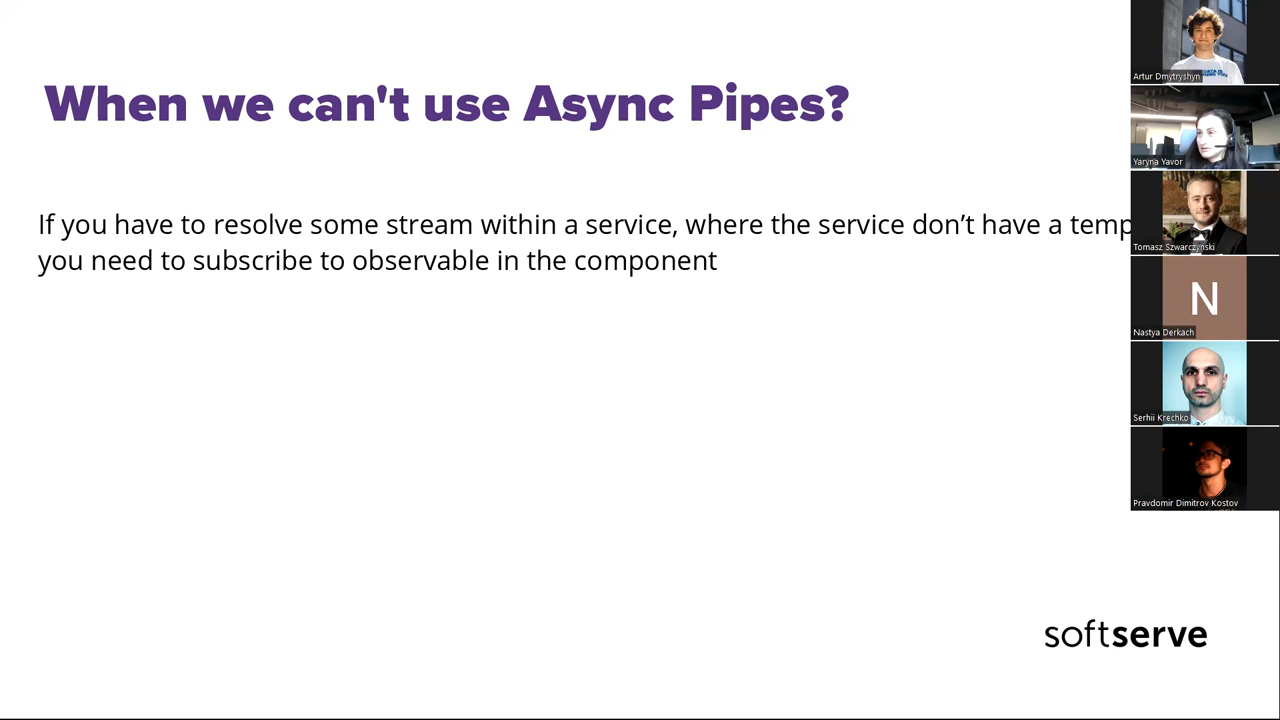 When we can't use Async Pipes?
If you have to resolve some stream within a service, where the service don’t have a temp
you need to subscribe to observable in the component
Artur Dmytryshyn
Yaryna Yavor
Tomasz Szwarczyński
Nastya Derkach
N
Serhii Krechko
Pravdomir Dimitrov Kostov
softserve